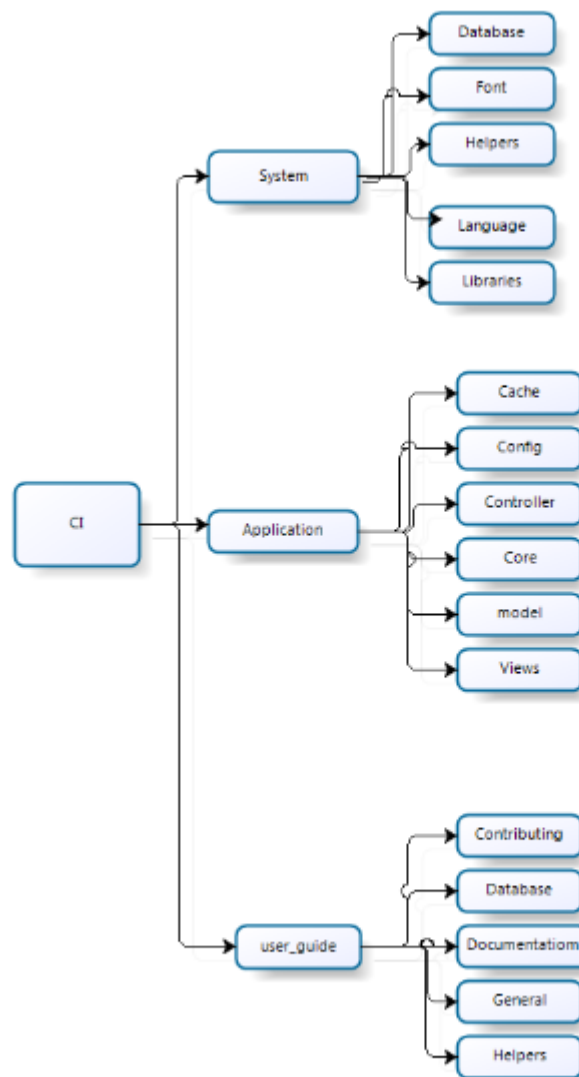 Database
Font
Helpers
System
Language
Libraries
Cache
Config
Controller
CI
Application
Core
model
Views
Contributing
Database
user_guide
Documentatiom
General
Helpers